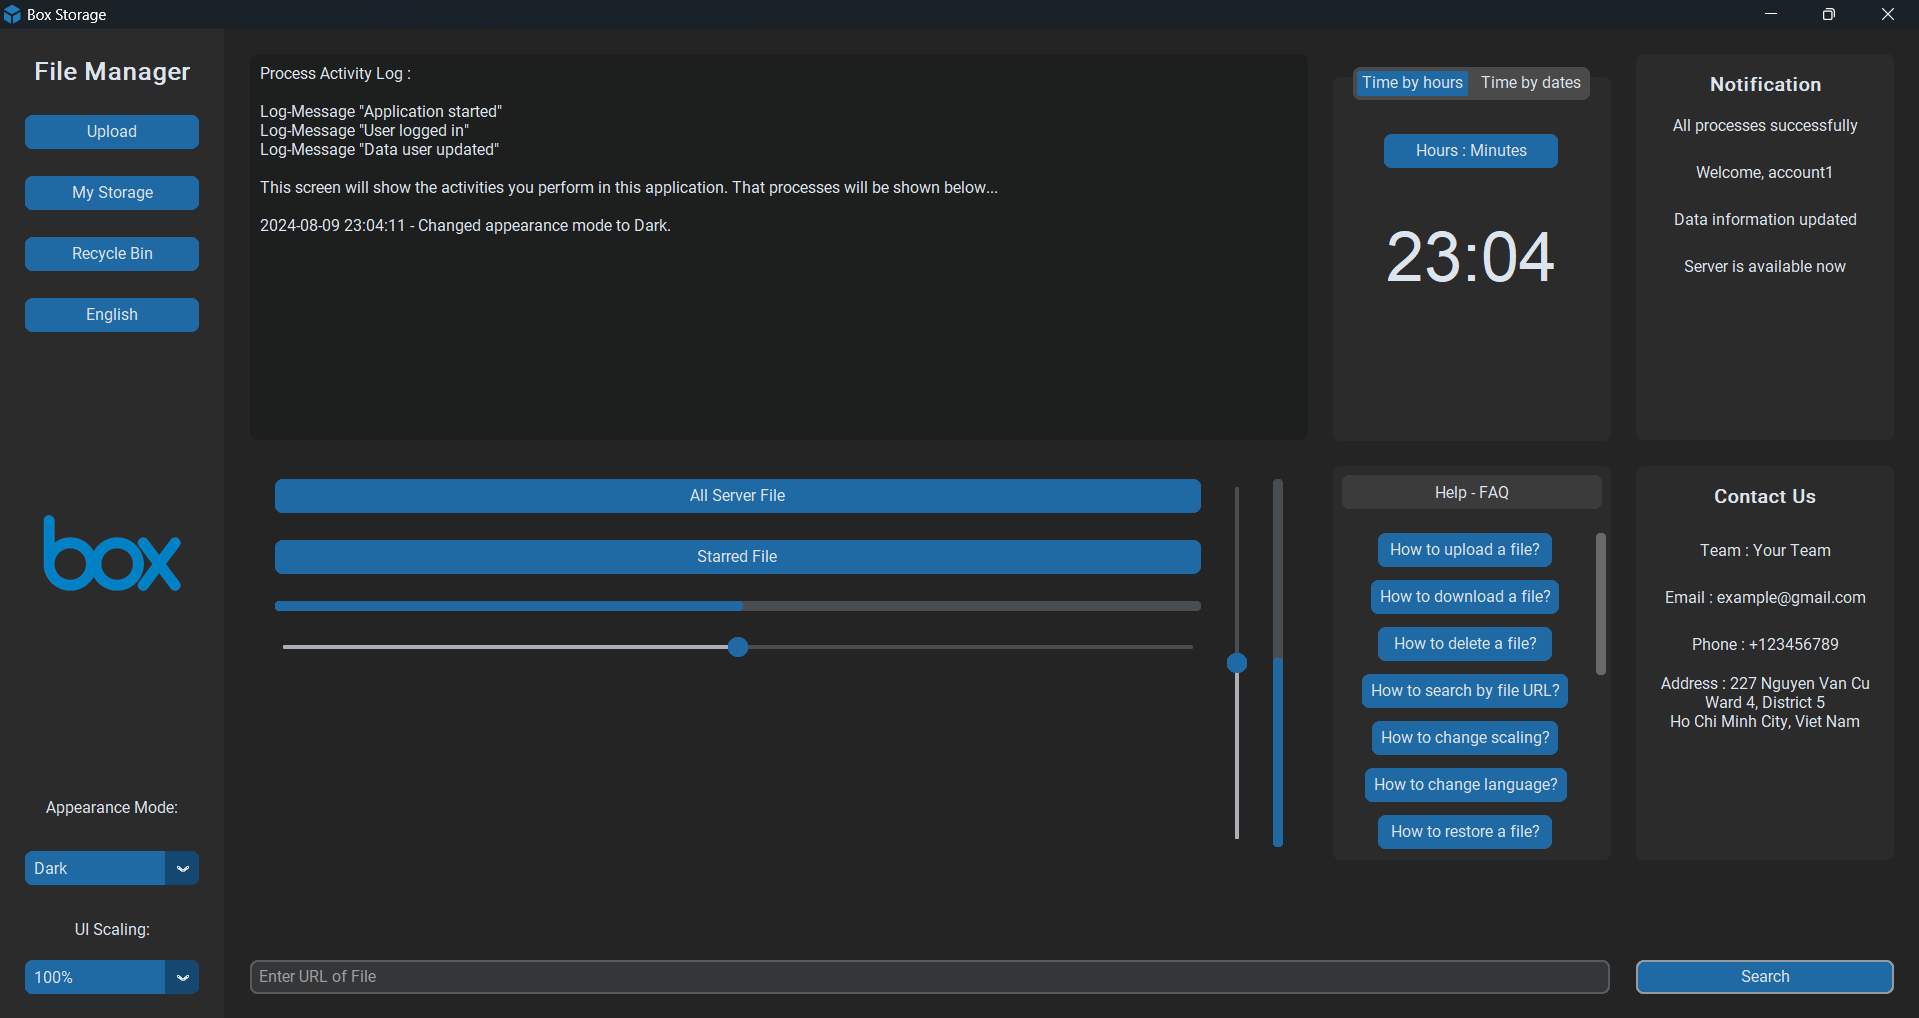 Box Storage
File Manager
Upload
My Storage
Recycle Bin
English
box
Appearance Mode:
Dark
UI Scaling:
100%
Process Activity Log :
Log-Message "Application started"
Log-Message "User logged in"
Log-Message "Data user updated"
This screen will show the activities you perform in this application. That processes will be shown below...
2024-08-09 23:04:11 - Changed appearance mode to Dark.
Time by hours
Time by dates
Hours : Minutes
23:04
Notification
All processes successfully
Welcome, account1
Data information updated
Server is available now
All Server File
Starred File
Help - FAQ
How to upload a file?
How to download a file?
How to delete a file?
How to search by file URL?
How to change scaling?
How to change language?
How to restore a file?
Contact Us
Team : Your Team
Email : example@gmail.com
Phone : +123456789
Address : 227 Nguyen Van Cu
Ward 4, District 5
Ho Chi Minh City, Viet Nam
Enter URL of File
Search